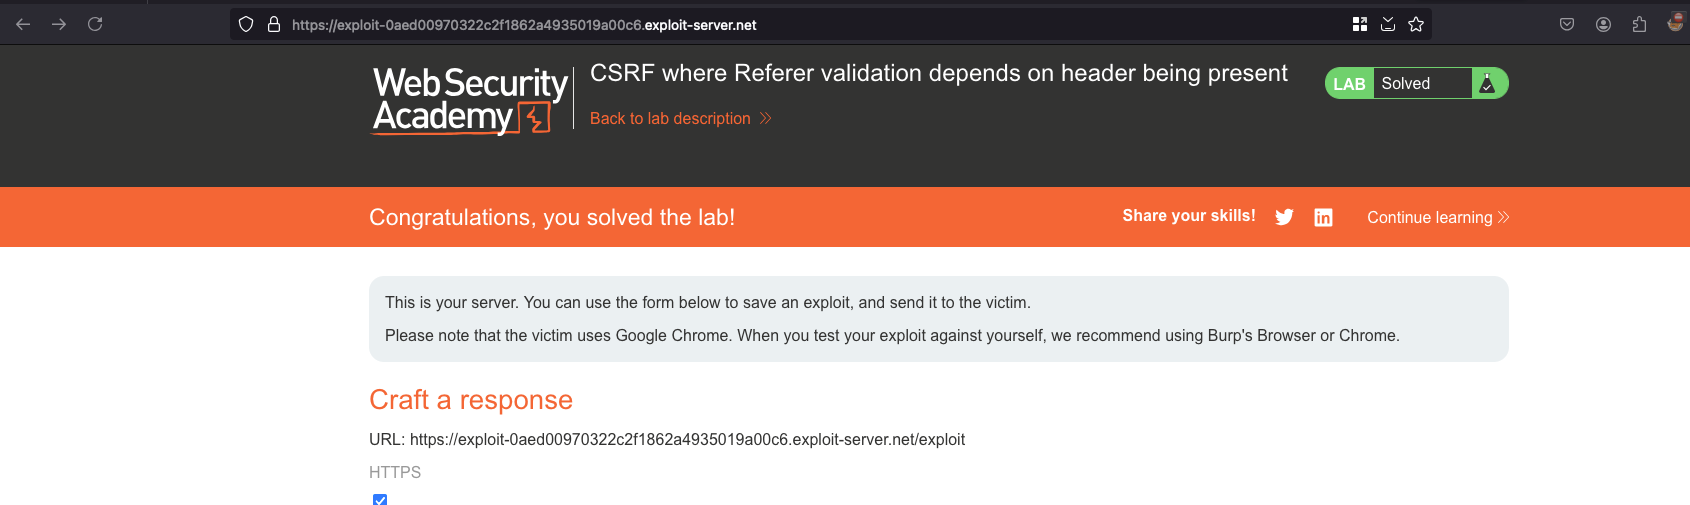 https://exploit-0aed00970322c2f1862a4935019a00c6.exploit-server.net
Web Security
Academy
CSRF where Referer validation depends on header being present
Back to lab description
LAB Solved
Congratulations, you solved the lab!
Share your skills!
Continue learning
This is your server. You can use the form below to save an exploit, and send it to the victim.
Please note that the victim uses Google Chrome. When you test your exploit against yourself, we recommend using Burp's Browser or Chrome.
Craft a response
URL: https://exploit-0aed00970322c2f1862a4935019a00c6.exploit-server.net/exploit
HTTPS